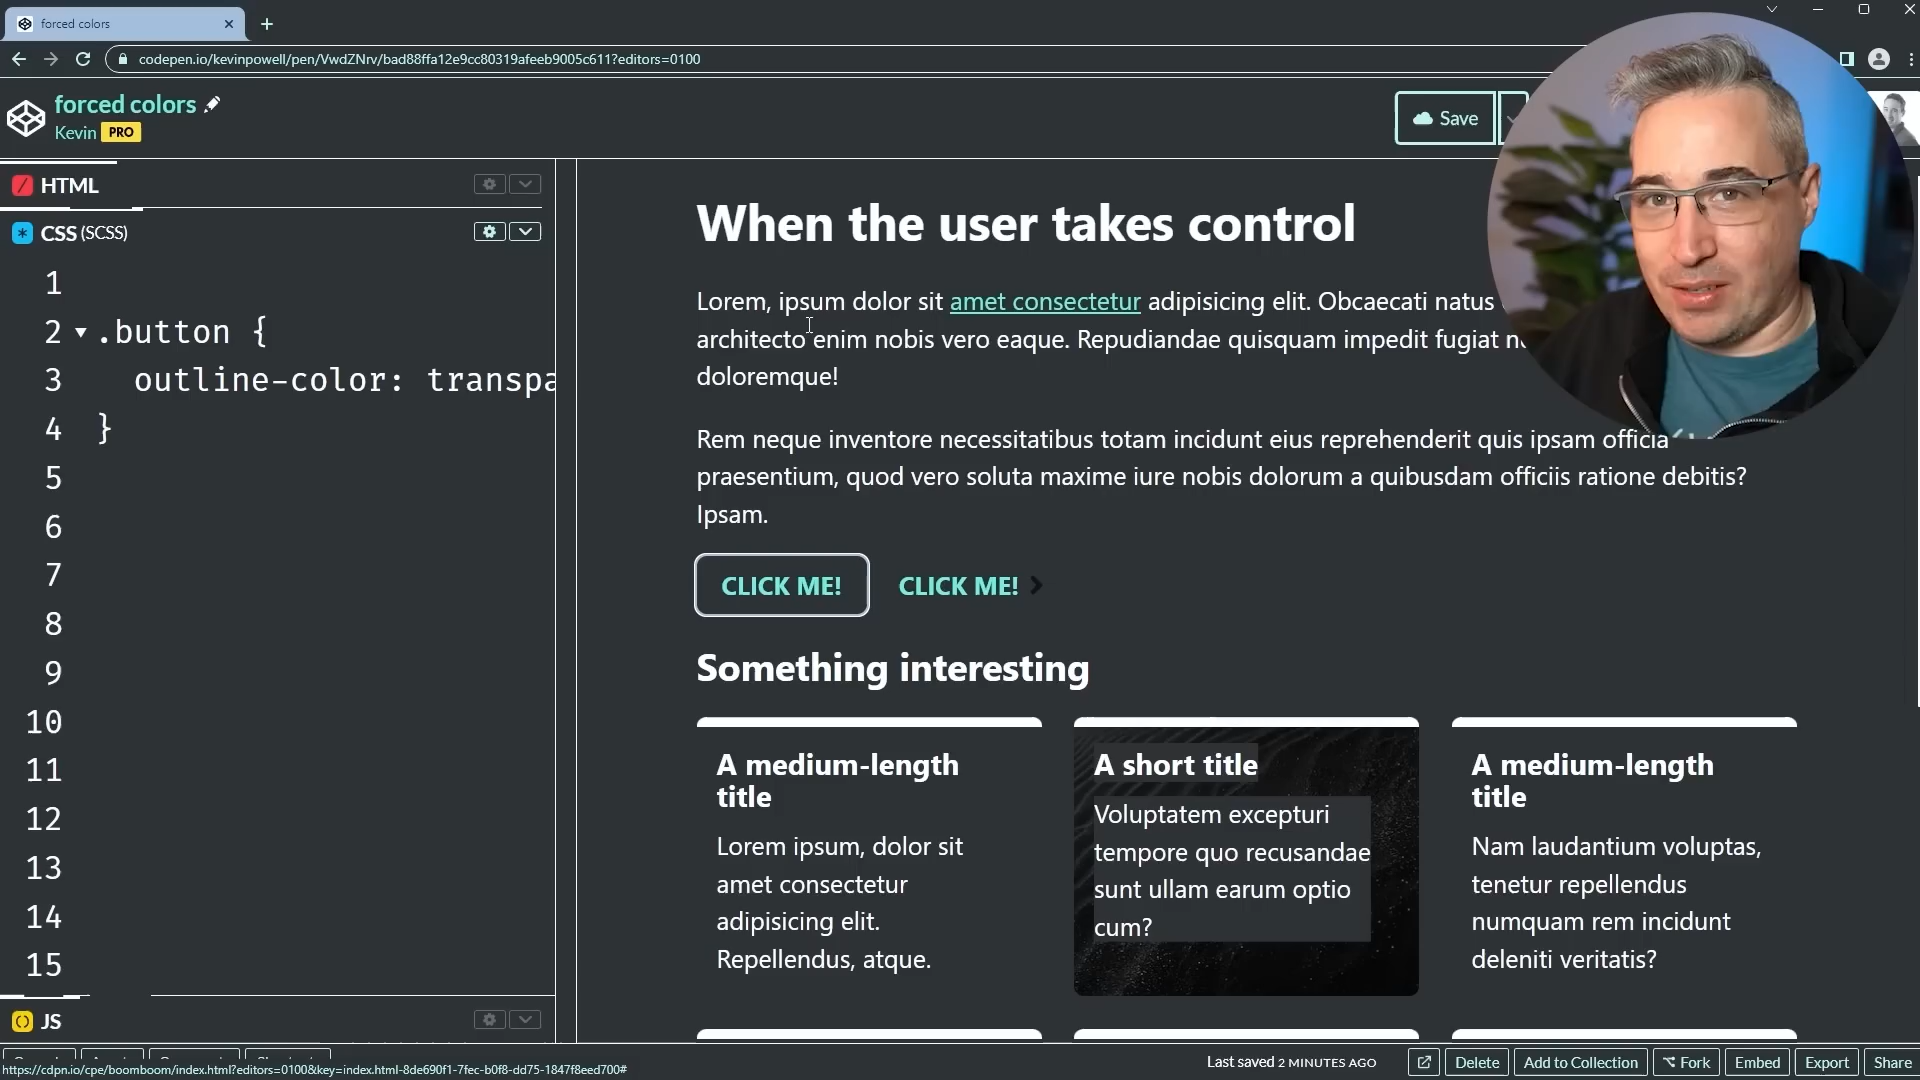 forced colors
codepen.io/kevinpowell/pen/VwdZNrv/bad88ffa12e9cc80319afeeb9005c611?editors=0100
forced colors
Kevin PRO
Save
HTML
CSS (SCSS)
1
2 .button {
3 outline-color: transpa
4 }
5
6
7
8
9
10
11
12
13
14
15
JS
When the user takes control
Lorem, ipsum dolor sit amet consectetur adipisicing elit. Obcaecati natus
architecto enim nobis vero eaque. Repudiandae quisquam impedit fugiat
doloremque!
Rem neque inventore necessitatibus totam incidunt eius reprehenderit quis ipsam officia
praesentium, quod vero soluta maxime iure nobis dolorum a quibusdam officiis ratione debitis?
Ipsam.
CLICK ME! CLICK ME!
Something interesting
A medium-length
title
Lorem ipsum, dolor sit
amet consectetur
adipisicing elit.
Repellendus, atque.
A short title
Voluptatem excepturi
tempore quo recusandae
sunt ullam earum optio
cum?
A medium-length
title
Nam laudantium voluptas,
tenetur repellendus
numquam rem incidunt
deleniti veritatis?
Last saved 2 MINUTES AGO
Delete
Add to Collection
Fork
Embed
Export
Share
https://cdpn.io/cpe/boomboom/index.html?editors=0100&key=index.html-8de690f1-7fec-b0f8-dd75-1847f8eed700#